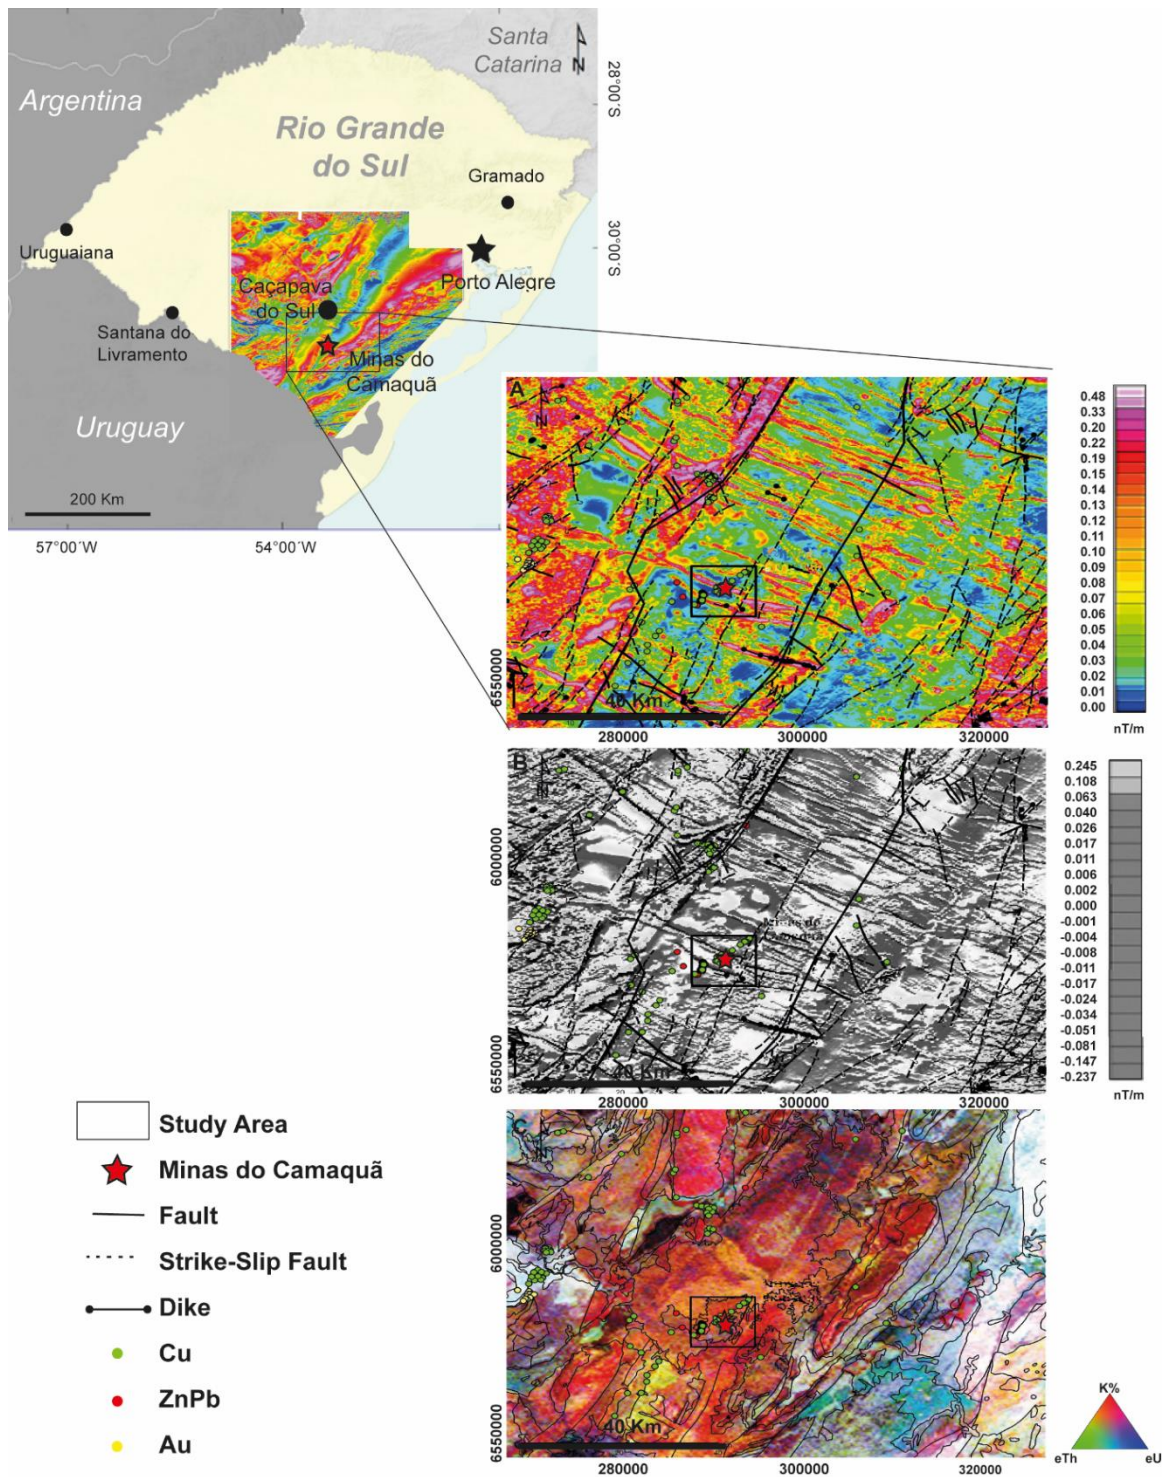 Santa
Catarina
N
Argentina
28°00´S
Rio Grande
do Sul
Gramado
Uruguaiana
30°00´S
Porto Alegre
Caçapava
do Sul
Santana do
Livramento
Minas do
Camaquã
Uruguay
200 Km
57°00´W
54°00´W
A
N
0.48
0.33
0.20
0.22
0.19
0.15
0.14
0.13
0.12
0.11
0.10
0.09
0.08
0.07
0.06
0.05
0.04
0.03
0.02
0.01
0.00
nT/m
6550000
40 Km
280000
300000
320000
B
N
0.245
0.108
0.063
0.040
0.026
0.017
0.011
0.006
0.002
0.000
-0.001
-0.004
-0.008
-0.011
-0.017
-0.024
-0.034
-0.051
-0.081
-0.147
-0.237
nT/m
6000000
Minas do
Camaquã
6550000
40 Km
280000
300000
320000
C
N
6000000
6550000
40 Km
280000
300000
320000
K%
eTh
eU
Study Area
Minas do Camaquã
Fault
Strike-Slip Fault
Dike
Cu
ZnPb
Au